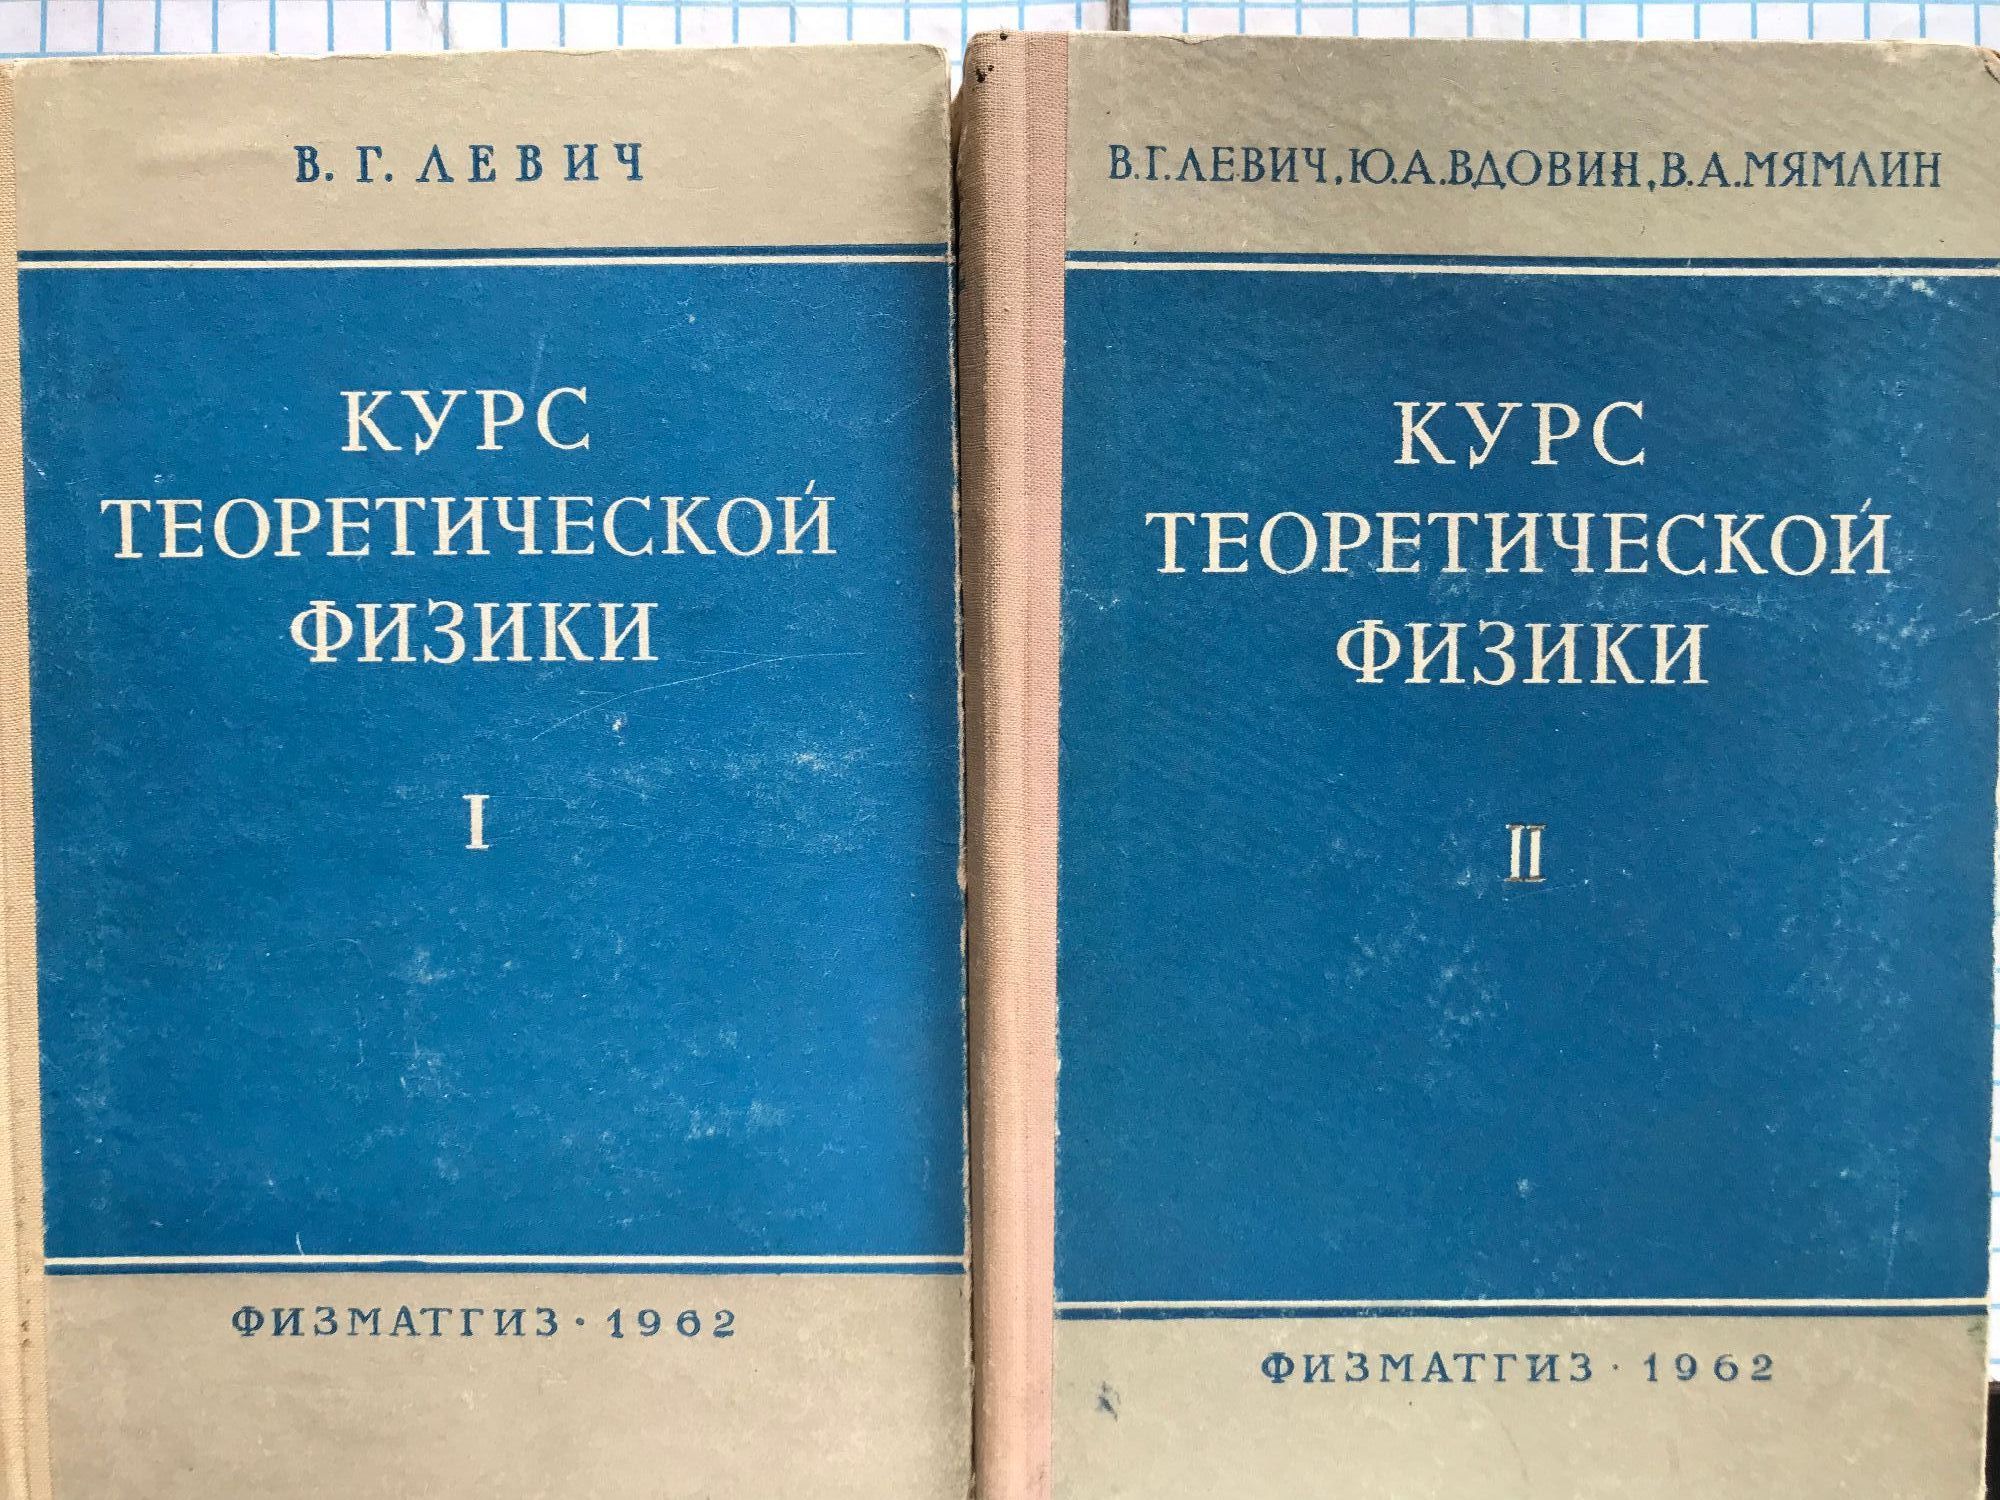 В. Г. ЛЕВИЧ
КУРС
ТЕОРЕТИЧЕСКОЙ
ФИЗИКИ
I
ФИЗМАТГИЗ · 1962
В.Г.ЛЕВИЧ, Ю.А.ВДОВИН, В.А.МЯМЛИН
КУРС
ТЕОРЕТИЧЕСКОЙ
ФИЗИКИ
II
ФИЗМАТГИЗ · 1962